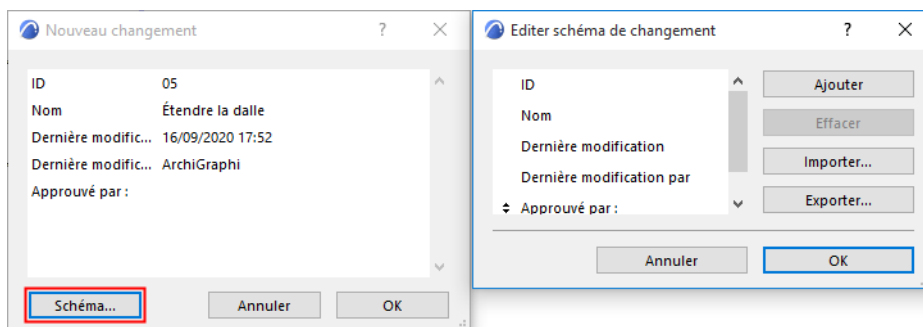 Nouveau changement ?
ID 05
Nom Étendre la dalle
Dernière modific... 16/09/2020 17:52
Dernière modific... ArchiGraphi
Approuvé par :
Schéma... Annuler OK
Editer schéma de changement ?
ID
Nom
Dernière modification
Dernière modification par
Approuvé par :
Ajouter
Effacer
Importer...
Exporter...
Annuler OK